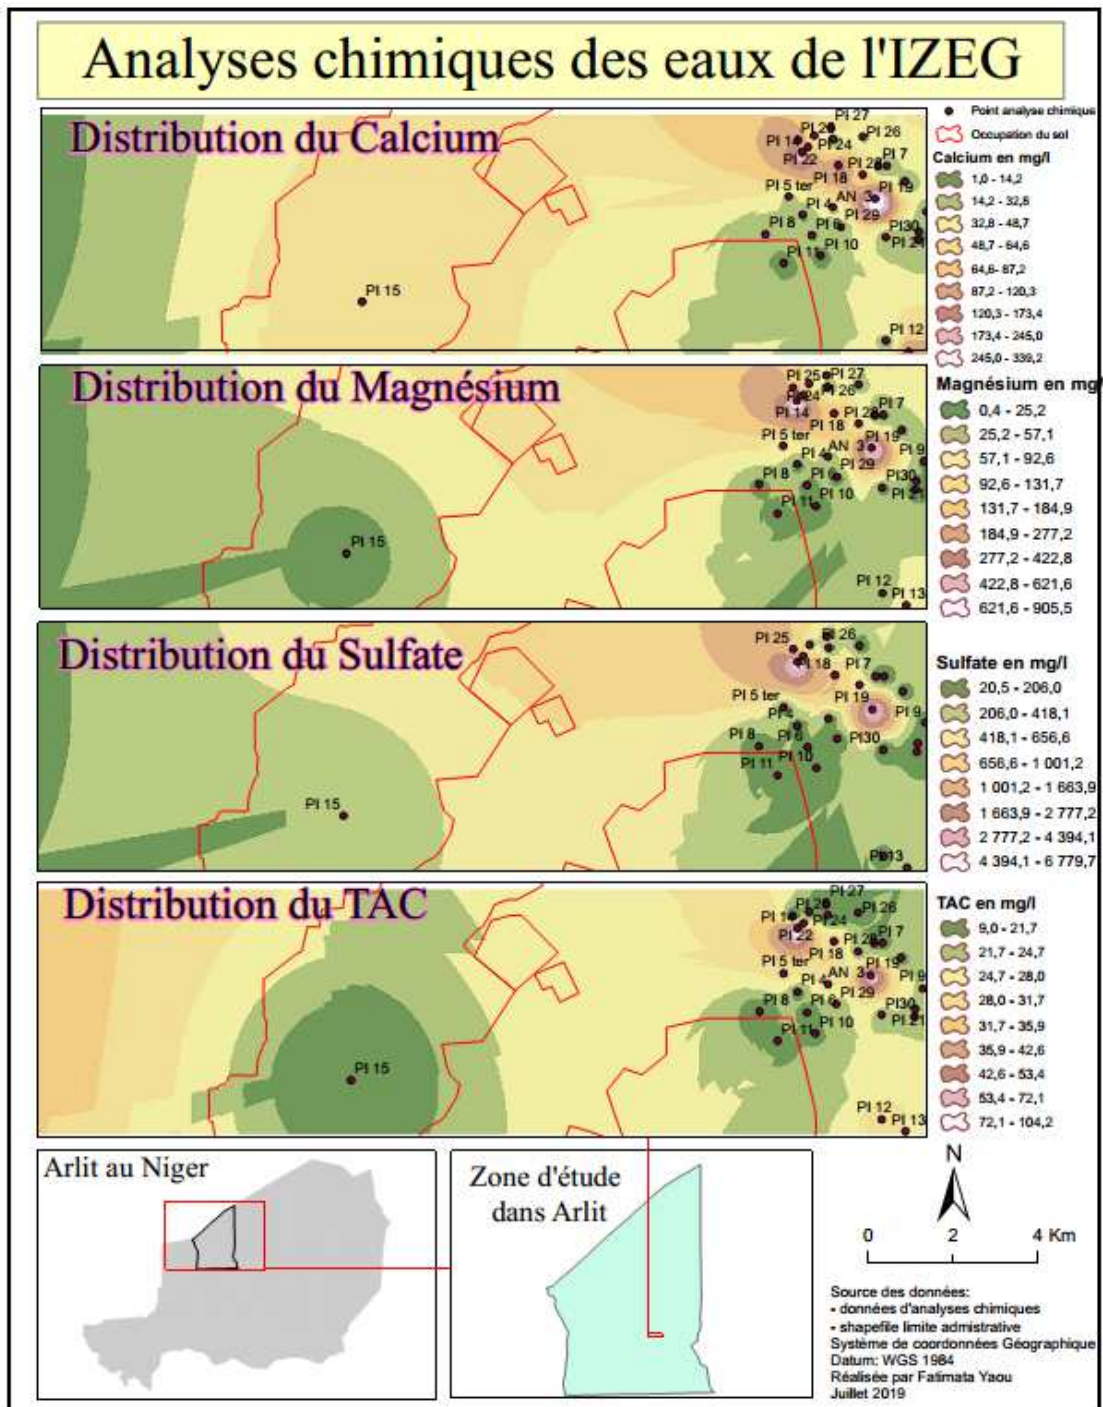 Analyses chimiques des eaux de l'IZEG
Distribution du Calcium
PI 27
PI 26
PI 14
PI 24
PI 22
PI 7
PI 18
PI 19
PI 5 ter
AN 3
PI 4
PI 29
PI 8
PI 6
PI30
PI 10
PI 11
PI 15
PI 12
Point analyse chimique
Occupation du sol
Calcium en mg/l
1,0 - 14,2
14,2 - 32,8
32,8 - 48,7
48,7 - 64,6
64,6- 87,2
87,2 - 120,3
120,3 - 173,4
173,4 - 245,0
245,0 - 339,2
Distribution du Magnésium
PI 25
PI 27
PI 26
PI 14
PI 7
PI 18
PI 19
PI 5 ter
AN 3
PI 9
PI 4
PI 29
PI 8
PI 6
PI30
PI 10
PI 11
PI 15
PI 12
PI 13
Magnésium en mg/
0,4 - 25,2
25,2 - 57,1
57,1 - 92,6
92,6 - 131,7
131,7 - 184,9
184,9 - 277,2
277,2 - 422,8
422,8 - 621,6
621,6 - 905,5
Distribution du Sulfate
PI 25
PI 26
PI 18
PI 7
PI 5 ter
PI 19
PI 9
PI 4
PI 8
PI 6
PI30
PI 10
PI 11
PI 15
PI 13
Sulfate en mg/l
20,5 - 206,0
206,0 - 418,1
418,1 - 656,6
656,6 - 1 001,2
1 001,2 - 1 663,9
1 663,9 - 2 777,2
2 777,2 - 4 394,1
4 394,1 - 6 779,7
Distribution du TAC
PI 27
PI 26
PI 24
PI 22
PI 7
PI 18
PI 19
PI 5 ter
AN 3
PI 9
PI 4
PI 29
PI 8
PI 6
PI30
PI 10
PI 11
PI 21
PI 15
PI 12
PI 13
TAC en mg/l
9,0 - 21,7
21,7 - 24,7
24,7 - 28,0
28,0 - 31,7
31,7 - 35,9
35,9 - 42,6
42,6 - 53,4
53,4 - 72,1
72,1 - 104,2
Arlit au Niger
Zone d'étude
dans Arlit
N
0 2 4 Km
Source des données:
- données d'analyses chimiques
- shapefile limite admistrative
Système de coordonnées Géographique
Datum: WGS 1984
Réalisée par Fatimata Yaou
Juillet 2019